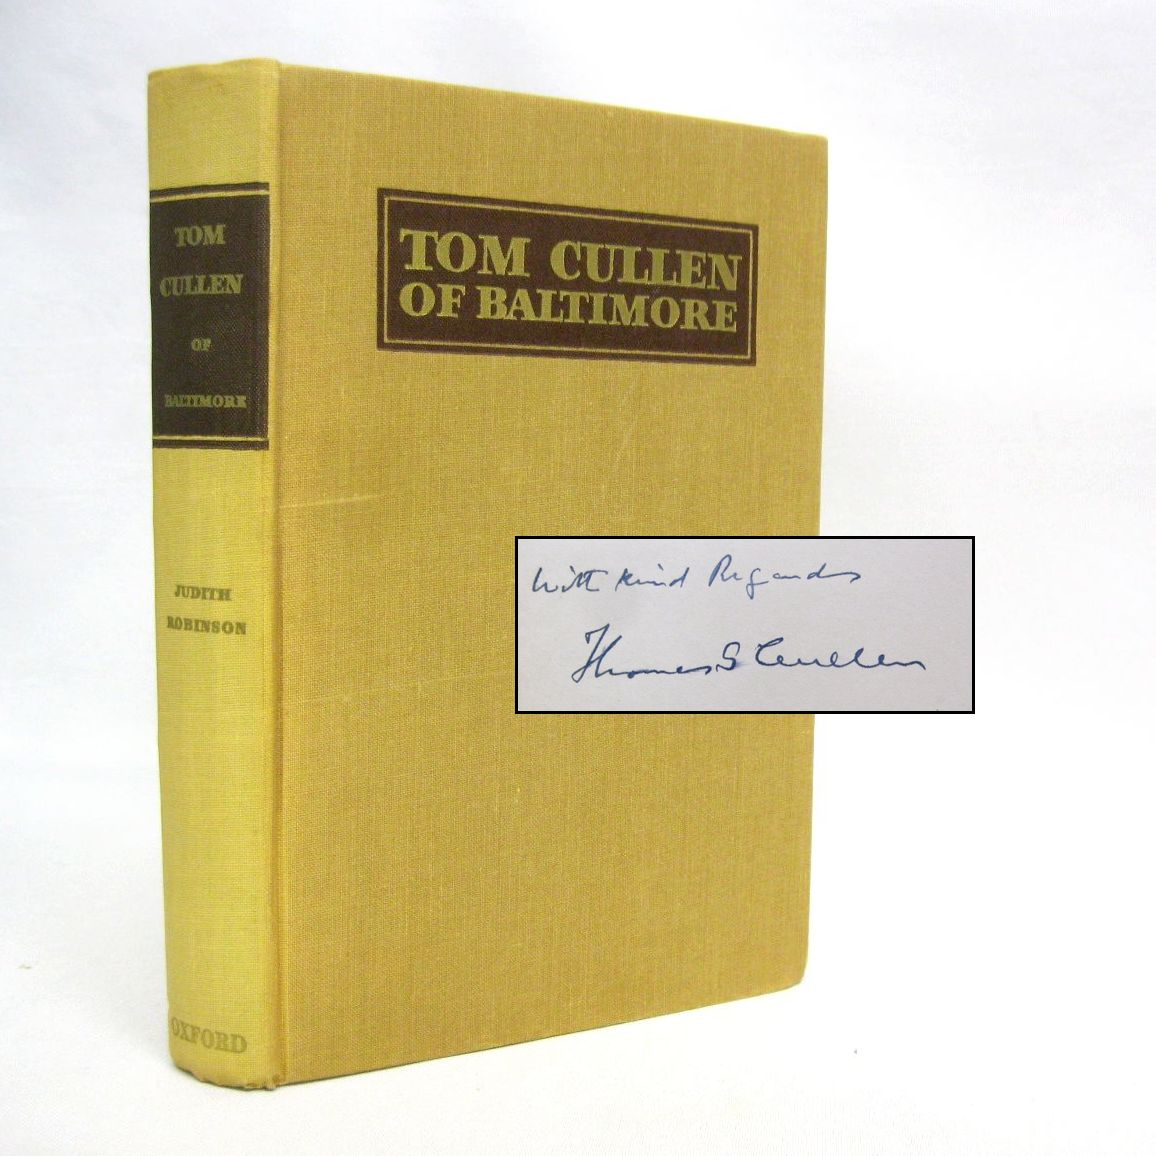 TOM
CULLEN
OF
BALTIMORE
JUDITH
ROBINSON
OXFORD
TOM CULLEN
OF BALTIMORE
With Kind Regards
Thomas S Cullen